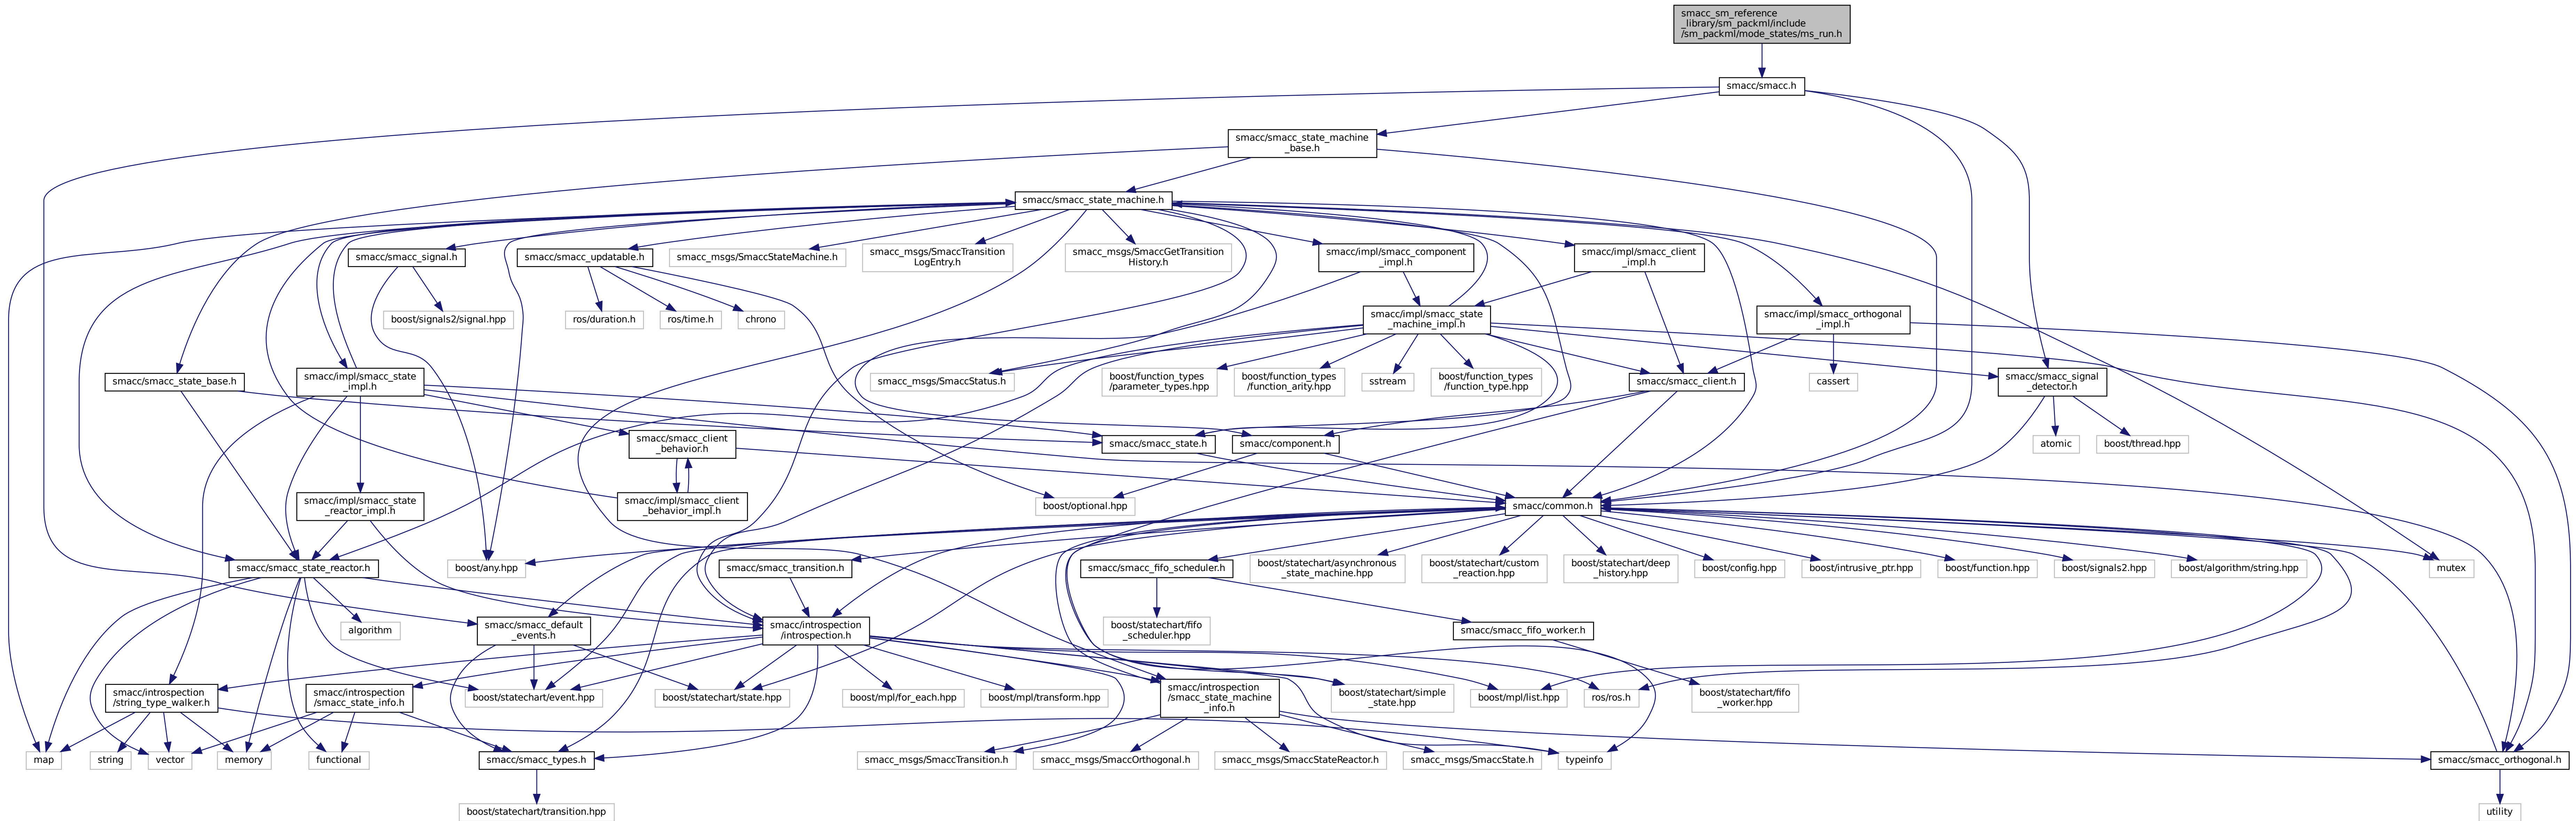 smacc_sm_reference
_library/sm_packml/include
/sm_packml/mode_states/ms_run.h
smacc/smacc.h
smacc/smacc_state_machine
_base.h
smacc/smacc_state_machine.h
smacc/smacc_signal.h
smacc/smacc_updatable.h
smacc_msgs/SmaccStateMachine.h
smacc_msgs/SmaccTransition
LogEntry.h
smacc_msgs/SmaccGetTransition
History.h
smacc/impl/smacc_component
_impl.h
smacc/impl/smacc_client
_impl.h
boost/signals2/signal.hpp
ros/duration.h
ros/time.h
chrono
smacc/impl/smacc_state
_machine_impl.h
smacc/impl/smacc_orthogonal
_impl.h
smacc/smacc_state_base.h
smacc/impl/smacc_state
_impl.h
smacc_msgs/SmaccStatus.h
boost/function_types
/parameter_types.hpp
boost/function_types
/function_arity.hpp
sstream
boost/function_types
/function_type.hpp
smacc/smacc_client.h
cassert
smacc/smacc_signal
_detector.h
smacc/smacc_client
_behavior.h
smacc/smacc_state.h
smacc/component.h
atomic
boost/thread.hpp
smacc/impl/smacc_state
_reactor_impl.h
smacc/impl/smacc_client
_behavior_impl.h
boost/optional.hpp
smacc/common.h
smacc/smacc_state_reactor.h
boost/any.hpp
smacc/smacc_transition.h
smacc/smacc_fifo_scheduler.h
boost/statechart/asynchronous
_state_machine.hpp
boost/statechart/custom
_reaction.hpp
boost/statechart/deep
_history.hpp
boost/config.hpp
boost/intrusive_ptr.hpp
boost/function.hpp
boost/signals2.hpp
boost/algorithm/string.hpp
mutex
algorithm
smacc/smacc_default
_events.h
smacc/introspection
/introspection.h
boost/statechart/fifo
_scheduler.hpp
smacc/smacc_fifo_worker.h
smacc/introspection
/string_type_walker.h
smacc/introspection
/smacc_state_info.h
boost/statechart/event.hpp
boost/statechart/state.hpp
boost/mpl/for_each.hpp
boost/mpl/transform.hpp
smacc/introspection
/smacc_state_machine
_info.h
boost/statechart/simple
_state.hpp
boost/mpl/list.hpp
ros/ros.h
boost/statechart/fifo
_worker.hpp
map
string
vector
memory
functional
smacc/smacc_types.h
smacc_msgs/SmaccTransition.h
smacc_msgs/SmaccOrthogonal.h
smacc_msgs/SmaccStateReactor.h
smacc_msgs/SmaccState.h
typeinfo
smacc/smacc_orthogonal.h
boost/statechart/transition.hpp
utility